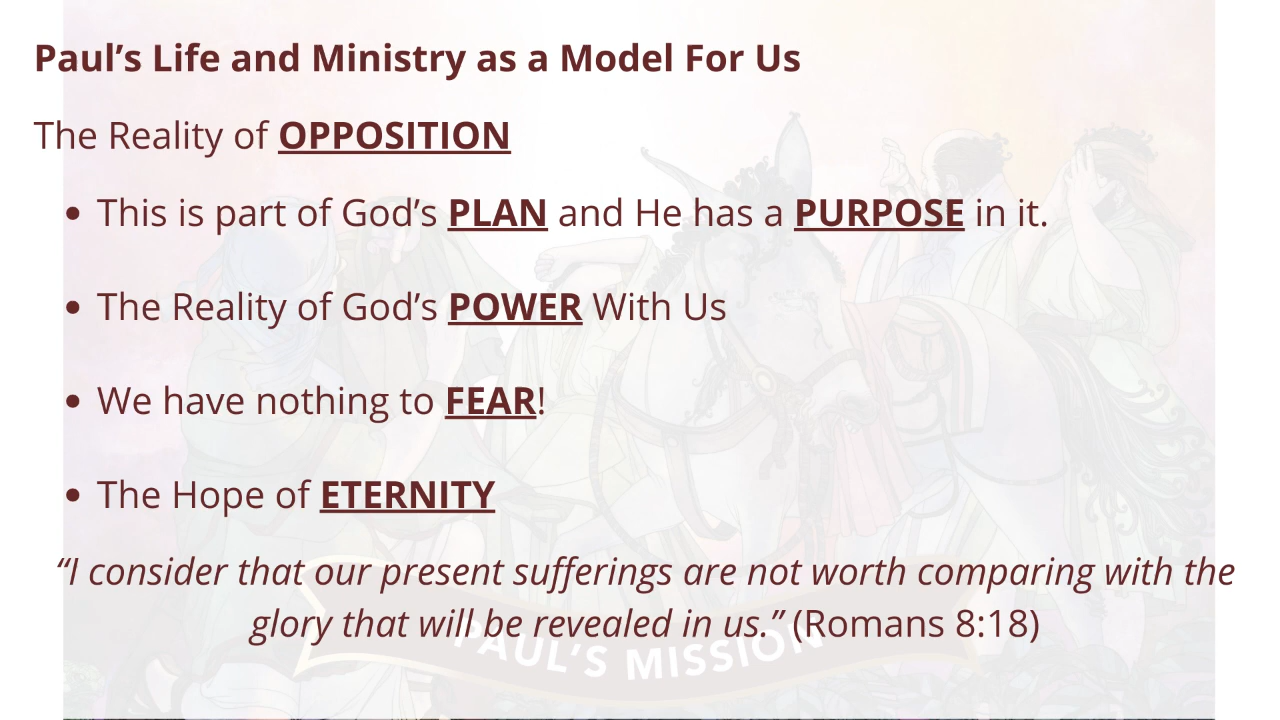 Paul’s Life and Ministry as a Model For Us
The Reality of OPPOSITION
• This is part of God’s PLAN and He has a PURPOSE in it.
• The Reality of God’s POWER With Us
• We have nothing to FEAR!
• The Hope of ETERNITY
“I consider that our present sufferings are not worth comparing with the
glory that will be revealed in us.” (Romans 8:18)
PAUL’S MISSION